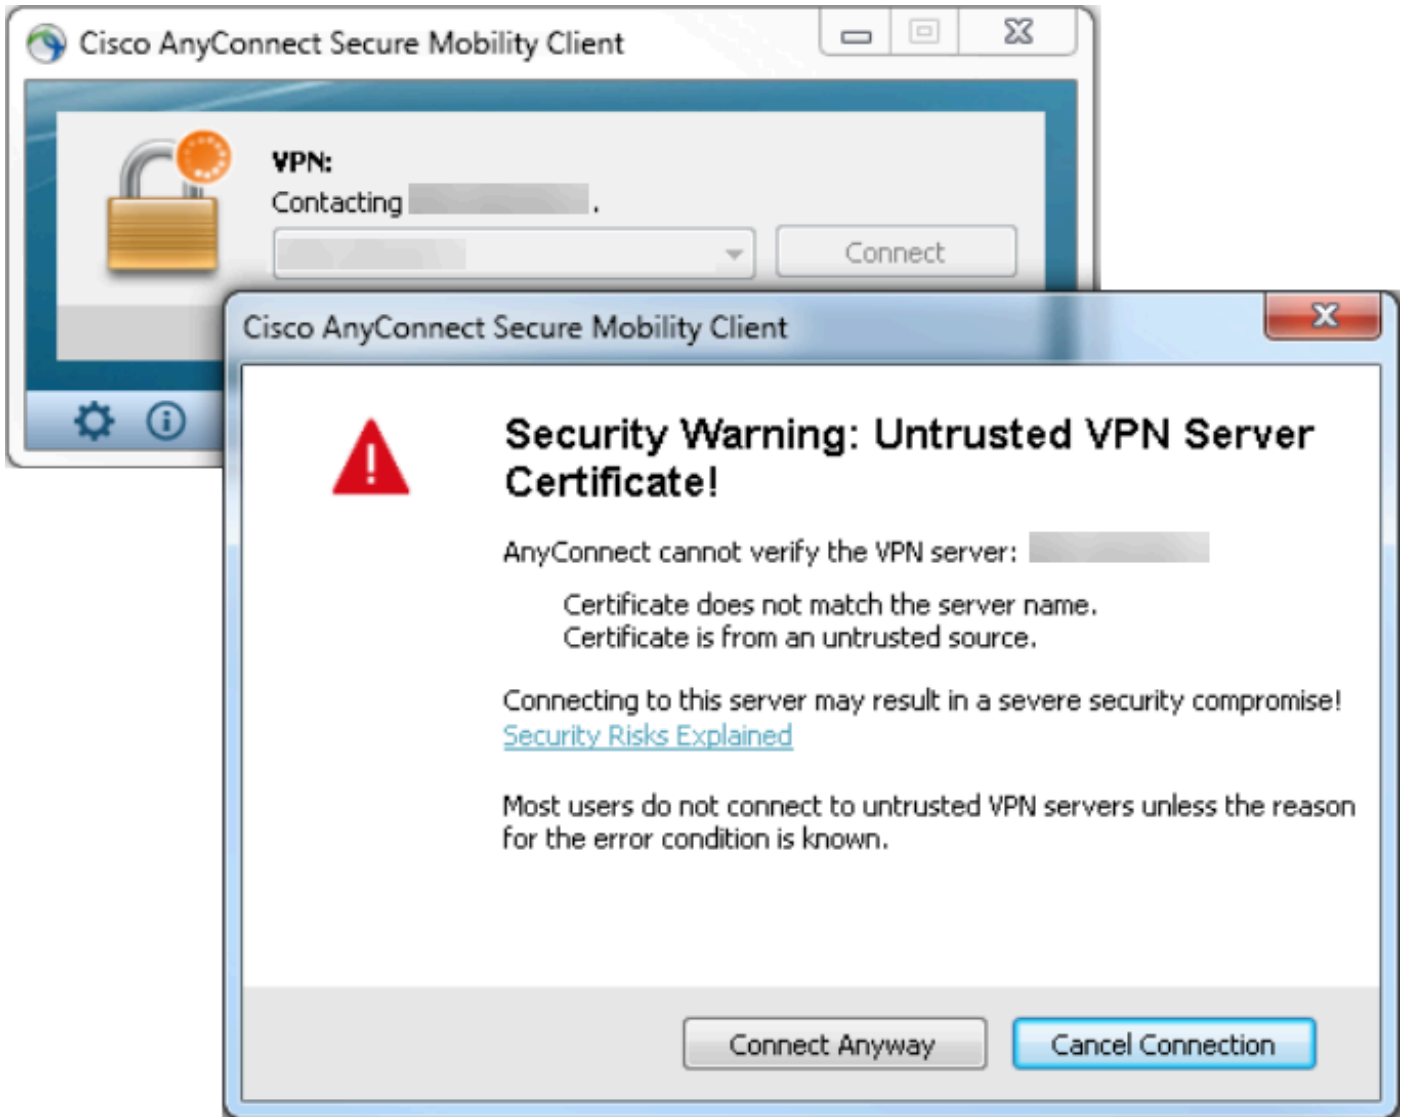 Cisco AnyConnect Secure Mobility Client
VPN:
Contacting .
Connect
Cisco AnyConnect Secure Mobility Client
Security Warning: Untrusted VPN Server
Certificate!
AnyConnect cannot verify the VPN server:
Certificate does not match the server name.
Certificate is from an untrusted source.
Connecting to this server may result in a severe security compromise!
Security Risks Explained
Most users do not connect to untrusted VPN servers unless the reason
for the error condition is known.
Connect Anyway
Cancel Connection